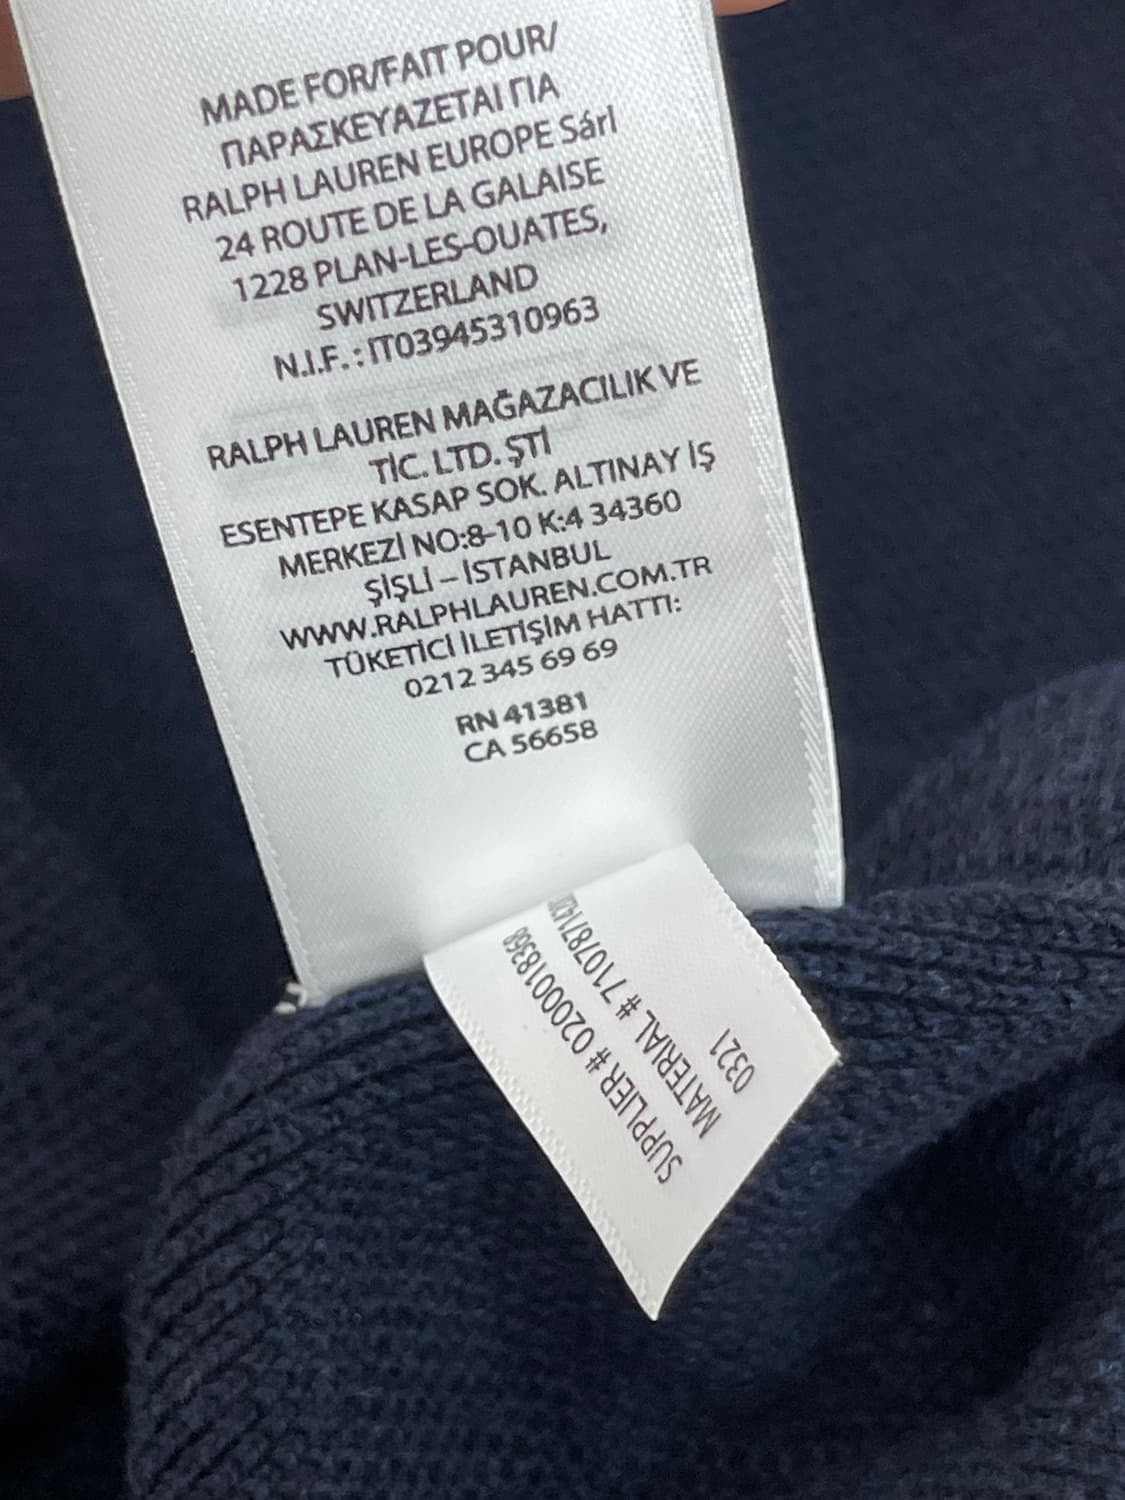 MADE FOR/FAIT POUR/
ΠΑΡΑΣΚΕΥΑΖΕΤΑΙ ΓΙΑ
RALPH LAUREN EUROPE Sárl
24 ROUTE DE LA GALAISE
1228 PLAN-LES-OUATES,
SWITZERLAND
N.I.F. : IT03945310963
RALPH LAUREN MAĞAZACILIK VE
TİC. LTD. ŞTİ
ESENTEPE KASAP SOK. ALTINAY İŞ
MERKEZİ NO:8-10 K:4 34360
ŞİŞLİ – İSTANBUL
WWW.RALPHLAUREN.COM.TR
TÜKETİCİ İLETİŞİM HATTI:
0212 345 69 69
RN 41381
CA 56658
SUPPLIER # 0200018368
MATERIAL #
0321